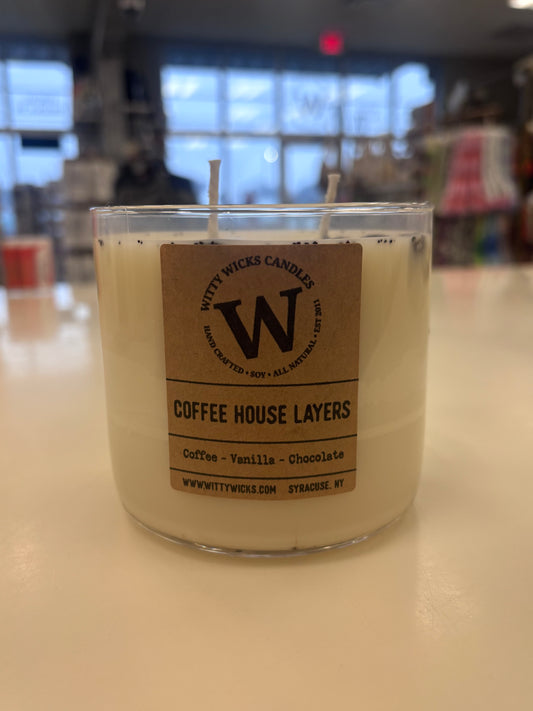 WITTY WICKS CANDLES
W
HAND CRAFTED • SOY • ALL NATURAL • EST 2011
COFFEE HOUSE LAYERS
Coffee - Vanilla - Chocolate
WWW.WITTYWICKS.COM SYRACUSE, NY